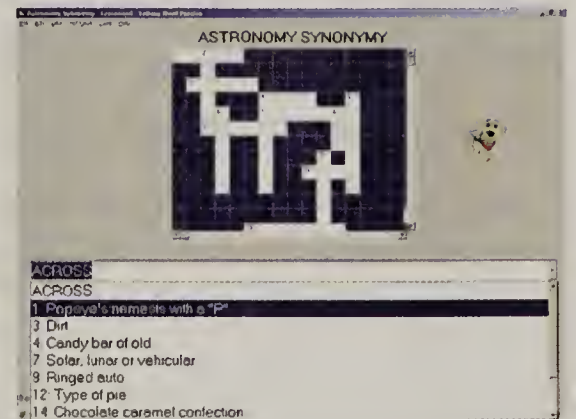 ASTRONOMY SYNONYMY
ACROSS
ACROSS
1 Popeye's nemesis with a "P"
3 Dirt
4 Candy bar of old
7 Solar, lunar or vehicular
9 Ringed auto
12 Type of pie
14 Chocolate caramel confection